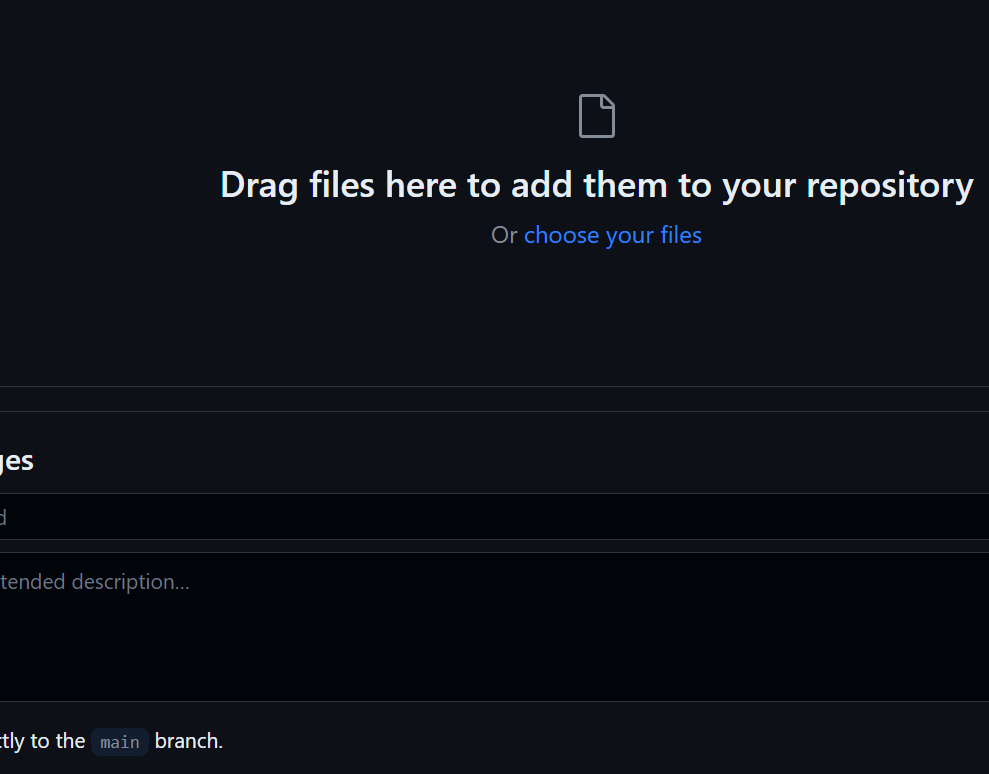 Drag files here to add them to your repository
Or choose your files
ges
d
tended description...
tly to the main branch.